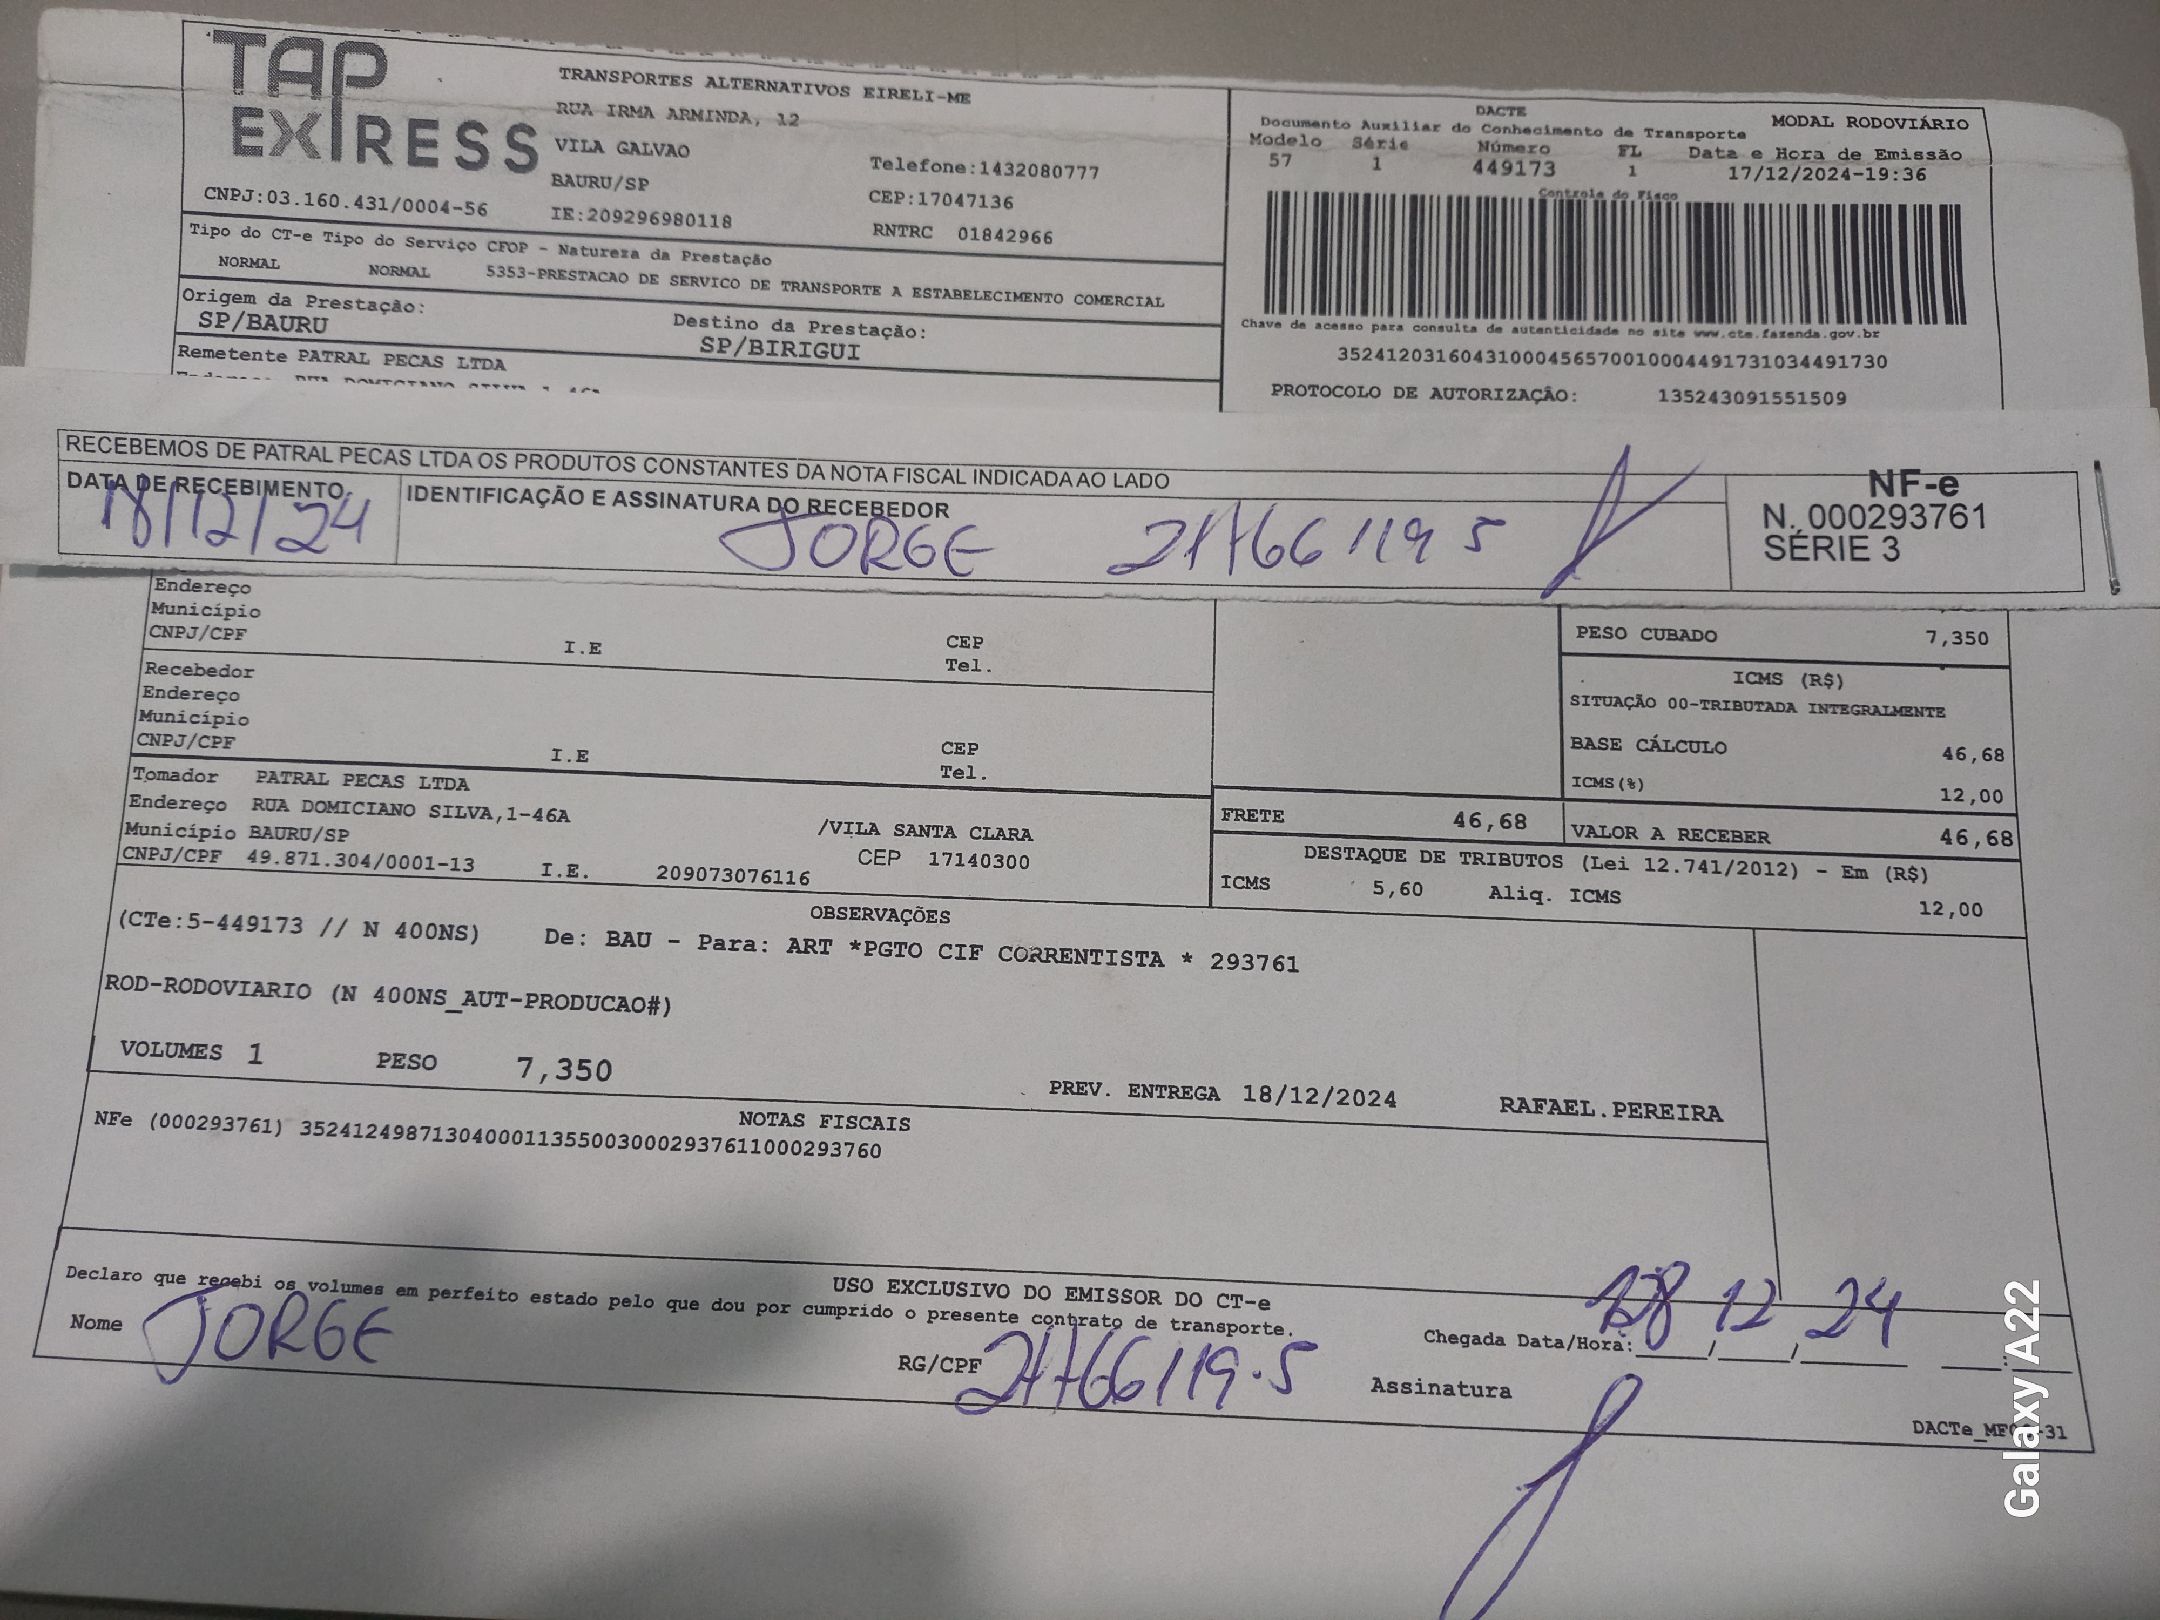 TAP EXPRESS
TRANSPORTES ALTERNATIVOS EIRELI-ME
RUA IRMA ARMINDA, 12
VILA GALVAO
BAURU/SP
Telefone:1432080777
CEP:17047136
CNPJ:03.160.431/0004-56 IE:209296980118 RNTRC 01842966
DACTE MODAL RODOVIÁRIO
Documento Auxiliar do Conhecimento de Transporte
Modelo Série Número FL Data e Hora de Emissão
57 1 449173 1 17/12/2024-19:36
Controle do Fisco
Tipo do CT-e Tipo do Serviço CFOP - Natureza da Prestação
NORMAL NORMAL 5353-PRESTACAO DE SERVICO DE TRANSPORTE A ESTABELECIMENTO COMERCIAL
Origem da Prestação: Destino da Prestação:
SP/BAURU SP/BIRIGUI
Chave de acesso para consulta de autenticidade no site www.cte.fazenda.gov.br
35241203160431000456570010004491731034491730
Remetente PATRAL PECAS LTDA
PROTOCOLO DE AUTORIZAÇÃO: 135243091551509
RECEBEMOS DE PATRAL PECAS LTDA OS PRODUTOS CONSTANTES DA NOTA FISCAL INDICADA AO LADO
DATA DE RECEBIMENTO IDENTIFICAÇÃO E ASSINATURA DO RECEBEDOR
18/12/24 JORGE
NF-e
N. 000293761
SÉRIE 3
Endereço
Município
CNPJ/CPF I.E CEP
Tel.
Recebedor
Endereço
Município
CNPJ/CPF I.E CEP
Tel.
PESO CUBADO 7,350
ICMS (R$)
SITUAÇÃO 00-TRIBUTADA INTEGRALMENTE
BASE CÁLCULO 46,68
ICMS(%) 12,00
Tomador PATRAL PECAS LTDA
Endereço RUA DOMICIANO SILVA,1-46A /VILA SANTA CLARA
Município BAURU/SP CEP 17140300
CNPJ/CPF 49.871.304/0001-13 I.E. 209073076116
FRETE 46,68 VALOR A RECEBER 46,68
DESTAQUE DE TRIBUTOS (Lei 12.741/2012) - Em (R$)
ICMS 5,60 Aliq. ICMS 12,00
OBSERVAÇÕES
(CTe:5-449173 // N 400NS) De: BAU - Para: ART *PGTO CIF CORRENTISTA * 293761
ROD-RODOVIARIO (N 400NS_AUT-PRODUCAO#)
VOLUMES 1 PESO 7,350
PREV. ENTREGA 18/12/2024 RAFAEL.PEREIRA
NOTAS FISCAIS
NFe (000293761) 35241249871304000113550030002937611000293760
USO EXCLUSIVO DO EMISSOR DO CT-e
Declaro que recebi os volumes em perfeito estado pelo que dou por cumprido o presente contrato de transporte.
Nome JORGE RG/CPF
Chegada Data/Hora: 18 12 24
Assinatura
Galaxy A22